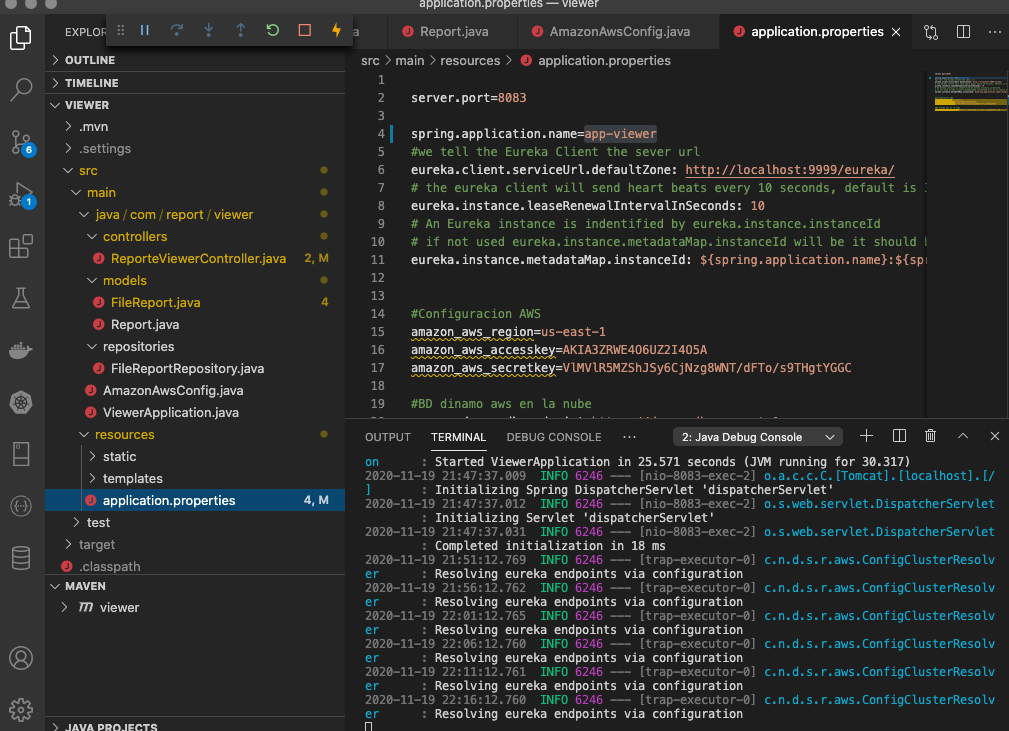 application.properties — viewer
EXPLOR
a
Report.java
AmazonAwsConfig.java
application.properties
OUTLINE
TIMELINE
VIEWER
.mvn
.settings
src
main
java / com / report / viewer
controllers
ReporteViewerController.java 2, M
models
FileReport.java 4
Report.java
repositories
FileReportRepository.java
AmazonAwsConfig.java
ViewerApplication.java
resources
static
templates
application.properties 4, M
test
target
.classpath
MAVEN
viewer
JAVA PROJECTS
6
1
src > main > resources > application.properties
1
2 server.port=8083
3
4 spring.application.name=app-viewer
5 #we tell the Eureka Client the sever url
6 eureka.client.serviceUrl.defaultZone: http://localhost:9999/eureka/
7 # the eureka client will send heart beats every 10 seconds, default is
8 eureka.instance.leaseRenewalIntervalInSeconds: 10
9 # An Eureka instance is indentified by eureka.instance.instanceId
10 # if not used eureka.instance.metadataMap.instanceId will be it should
11 eureka.instance.metadataMap.instanceId: ${spring.application.name}:${spr
12
13
14 #Configuracion AWS
15 amazon_aws_region=us-east-1
16 amazon_aws_accesskey=[redacted]
17 amazon_aws_secretkey=[redacted]
18
19 #BD dinamo aws en la nube
OUTPUT TERMINAL DEBUG CONSOLE ··· 2: Java Debug Console
on : Started ViewerApplication in 25.571 seconds (JVM running for 30.317)
2020-11-19 21:47:37.009 INFO 6246 --- [nio-8083-exec-2] o.a.c.c.C.[Tomcat].[localhost].[/
] : Initializing Spring DispatcherServlet 'dispatcherServlet'
2020-11-19 21:47:37.012 INFO 6246 --- [nio-8083-exec-2] o.s.web.servlet.DispatcherServlet
: Initializing Servlet 'dispatcherServlet'
2020-11-19 21:47:37.031 INFO 6246 --- [nio-8083-exec-2] o.s.web.servlet.DispatcherServlet
: Completed initialization in 18 ms
2020-11-19 21:51:12.769 INFO 6246 --- [trap-executor-0] c.n.d.s.r.aws.ConfigClusterResolv
er : Resolving eureka endpoints via configuration
2020-11-19 21:56:12.762 INFO 6246 --- [trap-executor-0] c.n.d.s.r.aws.ConfigClusterResolv
er : Resolving eureka endpoints via configuration
2020-11-19 22:01:12.765 INFO 6246 --- [trap-executor-0] c.n.d.s.r.aws.ConfigClusterResolv
er : Resolving eureka endpoints via configuration
2020-11-19 22:06:12.760 INFO 6246 --- [trap-executor-0] c.n.d.s.r.aws.ConfigClusterResolv
er : Resolving eureka endpoints via configuration
2020-11-19 22:11:12.761 INFO 6246 --- [trap-executor-0] c.n.d.s.r.aws.ConfigClusterResolv
er : Resolving eureka endpoints via configuration
2020-11-19 22:16:12.760 INFO 6246 --- [trap-executor-0] c.n.d.s.r.aws.ConfigClusterResolv
er : Resolving eureka endpoints via configuration